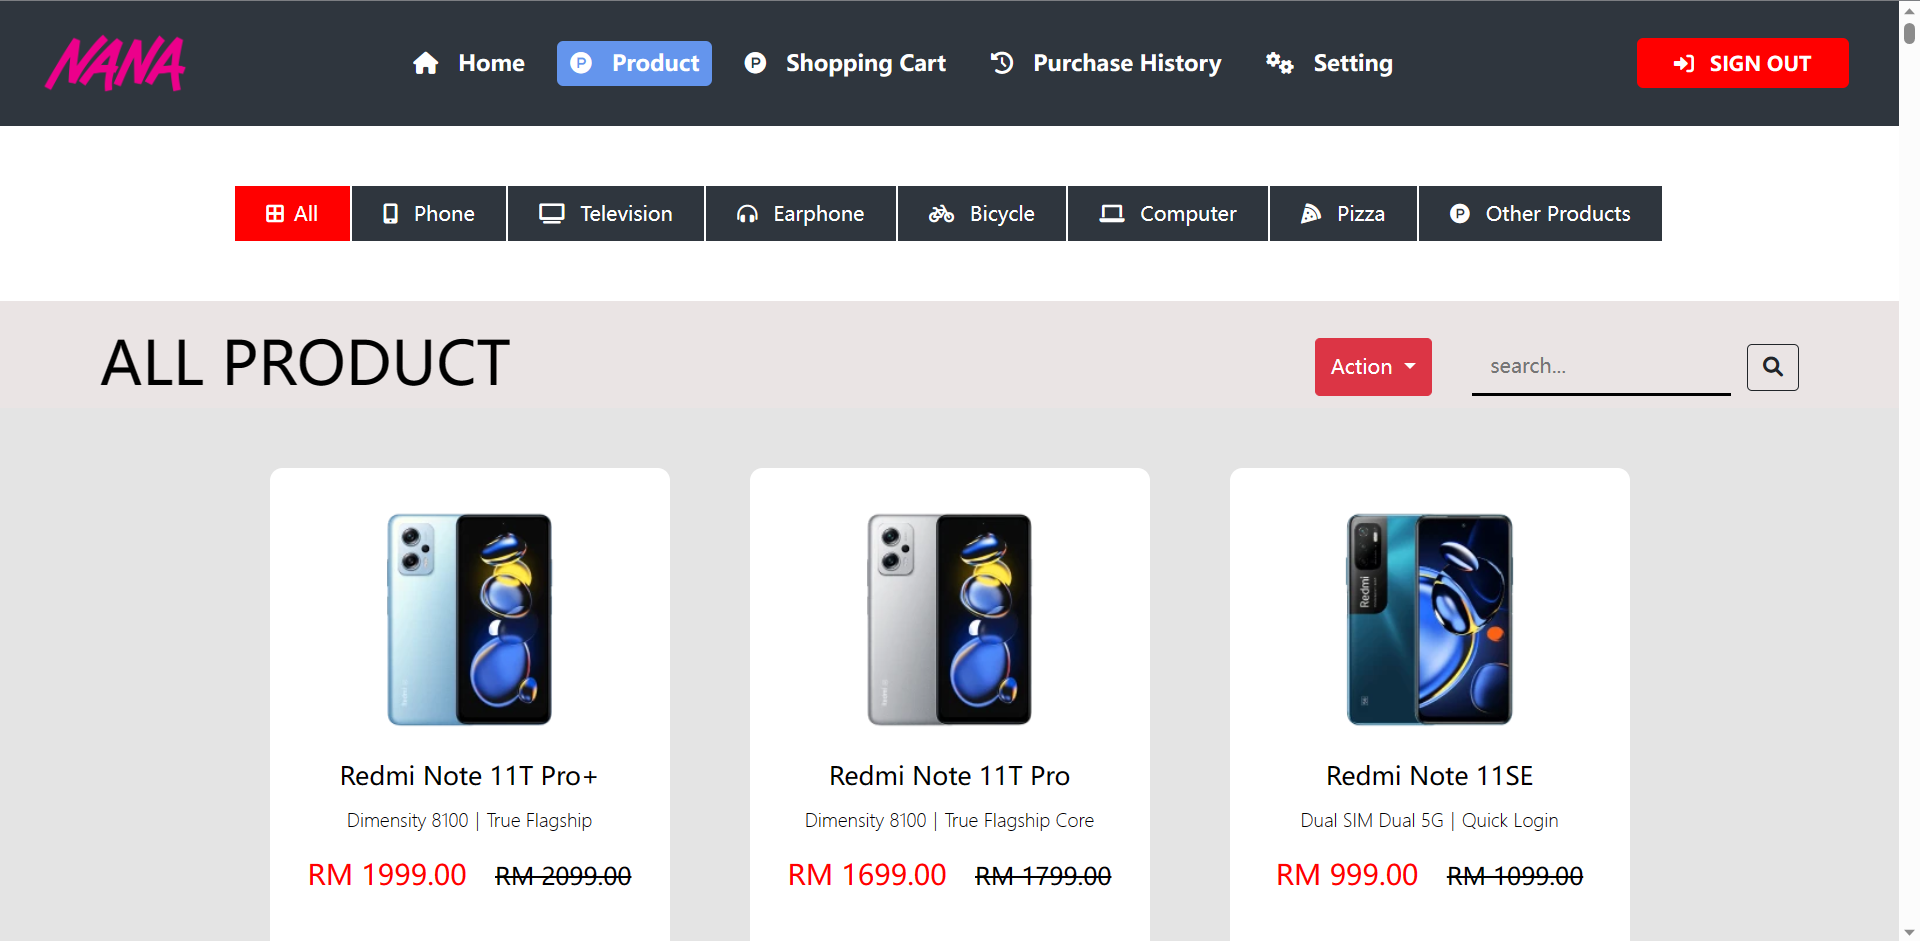 NANA
Home
Product
Shopping Cart
Purchase History
Setting
SIGN OUT
All
Phone
Television
Earphone
Bicycle
Computer
Pizza
Other Products
ALL PRODUCT
Action
search...
Redmi
Redmi Note 11T Pro+
Dimensity 8100 | True Flagship
RM 1999.00 RM 2099.00
Redmi Note 11T Pro
Dimensity 8100 | True Flagship Core
RM 1699.00 RM 1799.00
Redmi Note 11SE
Dual SIM Dual 5G | Quick Login
RM 999.00 RM 1099.00